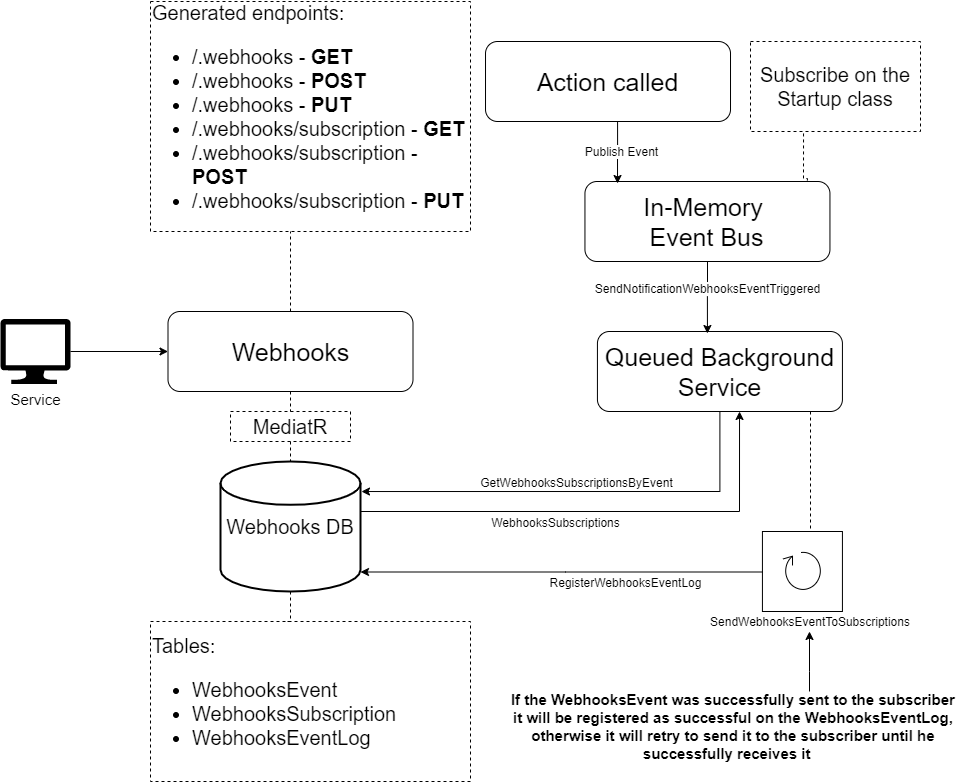 Generated endpoints:
/.webhooks - GET
/.webhooks - POST
/.webhooks - PUT
/.webhooks/subscription - GET
/.webhooks/subscription -
POST
/.webhooks/subscription - PUT
Action called
Subscribe on the
Startup class
Publish Event
In-Memory
Event Bus
SendNotificationWebhooksEventTriggered
Service
Webhooks
Queued Background
Service
MediatR
Webhooks DB
GetWebhooksSubscriptionsByEvent
WebhooksSubscriptions
RegisterWebhooksEventLog
SendWebhooksEventToSubscriptions
Tables:
WebhooksEvent
WebhooksSubscription
WebhooksEventLog
If the WebhooksEvent was successfully sent to the subscriber
it will be registered as successful on the WebhooksEventLog,
otherwise it will retry to send it to the subscriber until he
successfully receives it